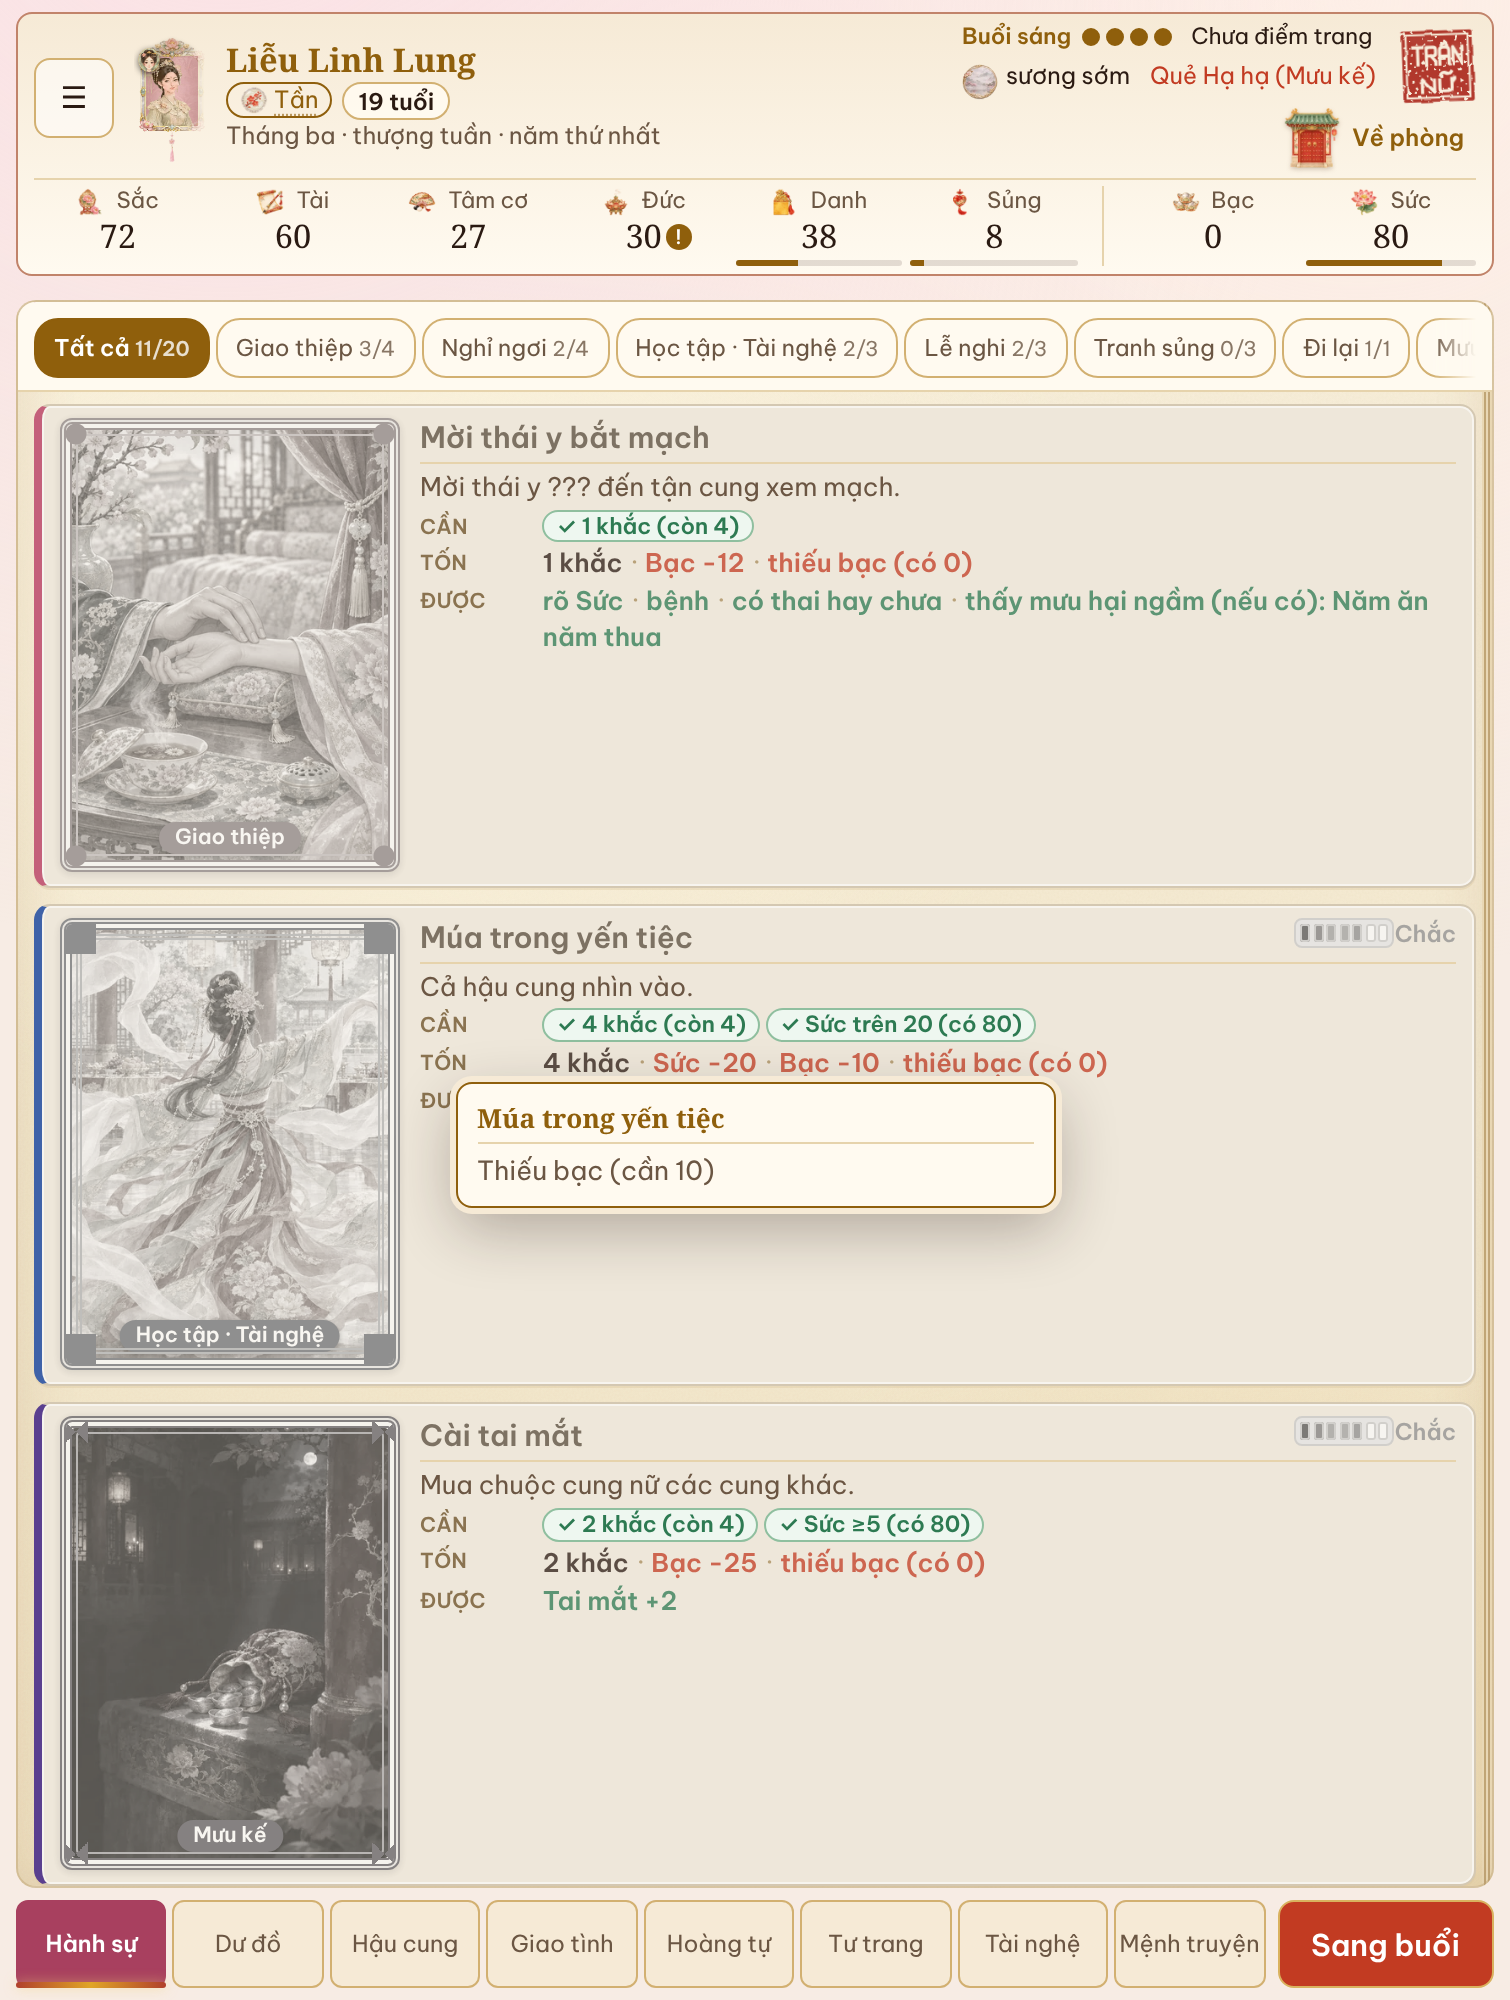 ☰
Liễu Linh Lung
Tần
19 tuổi
Tháng ba · thượng tuần · năm thứ nhất
Buổi sáng
Chưa điểm trang
sương sớm
Quẻ Hạ hạ (Mưu kế)
TRÂN NỮ
Về phòng
Sắc
72
Tài
60
Tâm cơ
27
Đức
30 !
Danh
38
Sủng
8
Bạc
0
Sức
80
Tất cả 11/20
Giao thiệp 3/4
Nghỉ ngơi 2/4
Học tập · Tài nghệ 2/3
Lễ nghi 2/3
Tranh sủng 0/3
Đi lại 1/1
Mời thái y bắt mạch
Mời thái y ??? đến tận cung xem mạch.
CẦN ✓ 1 khắc (còn 4)
TỐN 1 khắc · Bạc -12 · thiếu bạc (có 0)
ĐƯỢC rõ Sức · bệnh · có thai hay chưa · thấy mưu hại ngầm (nếu có): Năm ăn
năm thua
Giao thiệp
Múa trong yến tiệc
Chắc
Cả hậu cung nhìn vào.
CẦN ✓ 4 khắc (còn 4) ✓ Sức trên 20 (có 80)
TỐN 4 khắc · Sức -20 · Bạc -10 · thiếu bạc (có 0)
Múa trong yến tiệc
Thiếu bạc (cần 10)
Học tập · Tài nghệ
Cài tai mắt
Chắc
Mua chuộc cung nữ các cung khác.
CẦN ✓ 2 khắc (còn 4) ✓ Sức ≥5 (có 80)
TỐN 2 khắc · Bạc -25 · thiếu bạc (có 0)
ĐƯỢC Tai mắt +2
Mưu kế
Hành sự
Dư đồ
Hậu cung
Giao tình
Hoàng tự
Tư trang
Tài nghệ
Mệnh truyện
Sang buổi